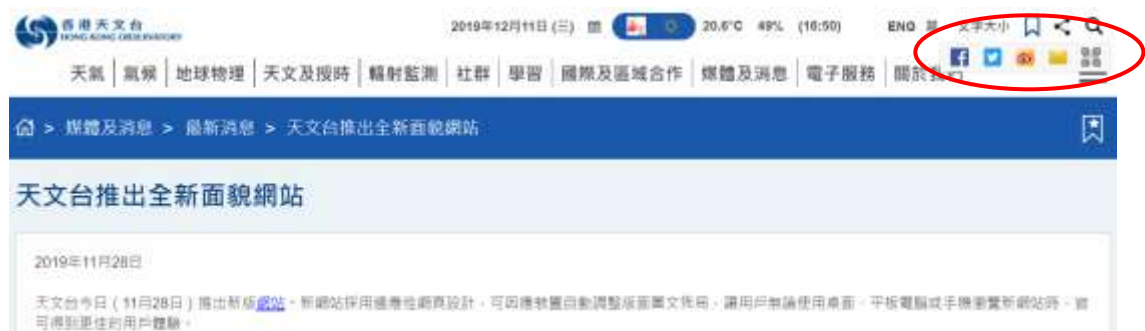 香港天文台
HONG KONG OBSERVATORY
2019年12月11日 (三)
20.6°C 49% (16:50)
ENG 简 文字大小
天氣 | 氣候 | 地球物理 | 天文及授時 | 輻射監測 | 社群 | 學習 | 國際及區域合作 | 媒體及消息 | 電子服務 | 關於我們
> 媒體及消息 > 最新消息 > 天文台推出全新面貌網站
天文台推出全新面貌網站
2019年11月28日
天文台今日(11月28日)推出新版網站。新網站採用適應性網頁設計,可因應裝置自動調整版面圖文佈局,讓用戶無論使用桌面、平板電腦或手機瀏覽新網站時,皆
可得到更佳的用戶體驗。